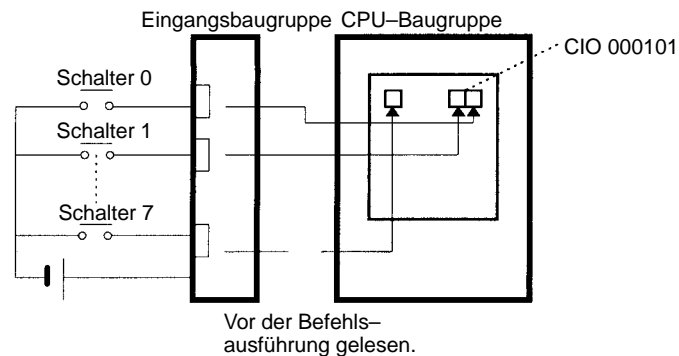 Eingangsbaugruppe CPU–Baugruppe
CIO 000101
Schalter 0
Schalter 1
Schalter 7
Vor der Befehls–
ausführung gelesen.